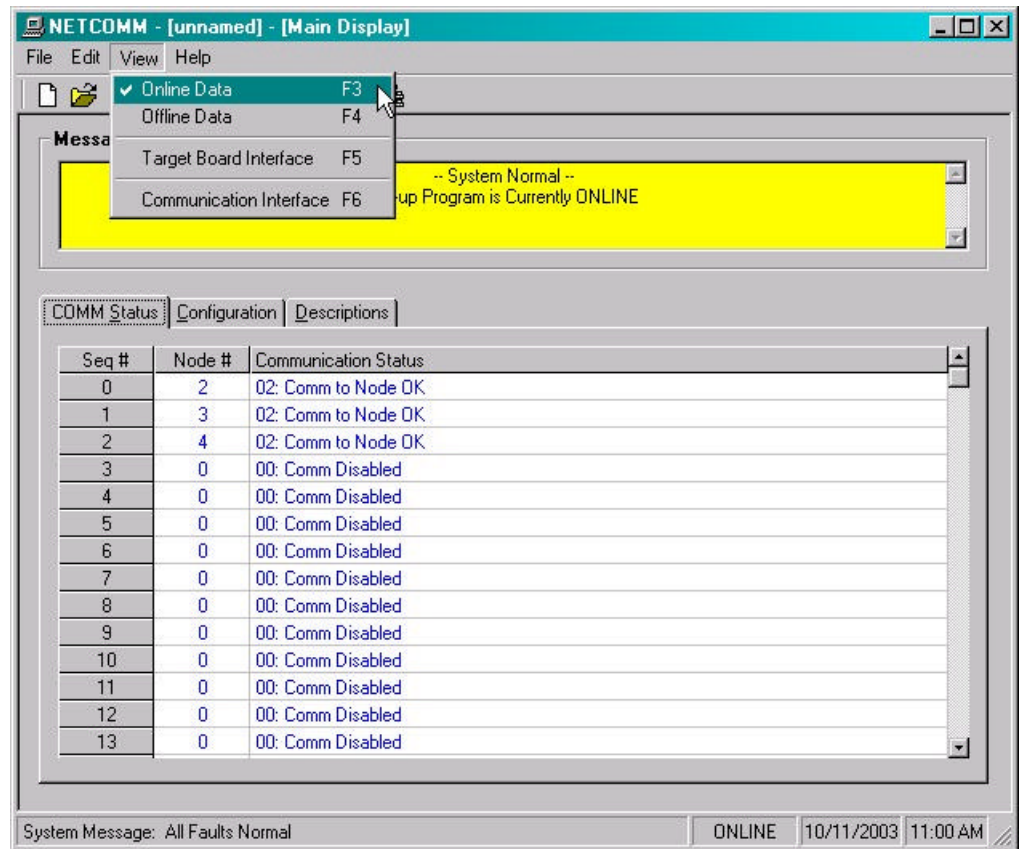 NETCOMM - [unnamed] - [Main Display]
File Edit View Help
Online Data F3
Offline Data F4
Target Board Interface F5
Communication Interface F6
Messa
-- System Normal --
-up Program is Currently ONLINE
COMM Status Configuration Descriptions
Seq # Node # Communication Status
0 2 02: Comm to Node OK
1 3 02: Comm to Node OK
2 4 02: Comm to Node OK
3 0 00: Comm Disabled
4 0 00: Comm Disabled
5 0 00: Comm Disabled
6 0 00: Comm Disabled
7 0 00: Comm Disabled
8 0 00: Comm Disabled
9 0 00: Comm Disabled
10 0 00: Comm Disabled
11 0 00: Comm Disabled
12 0 00: Comm Disabled
13 0 00: Comm Disabled
System Message: All Faults Normal ONLINE 10/11/2003 11:00 AM